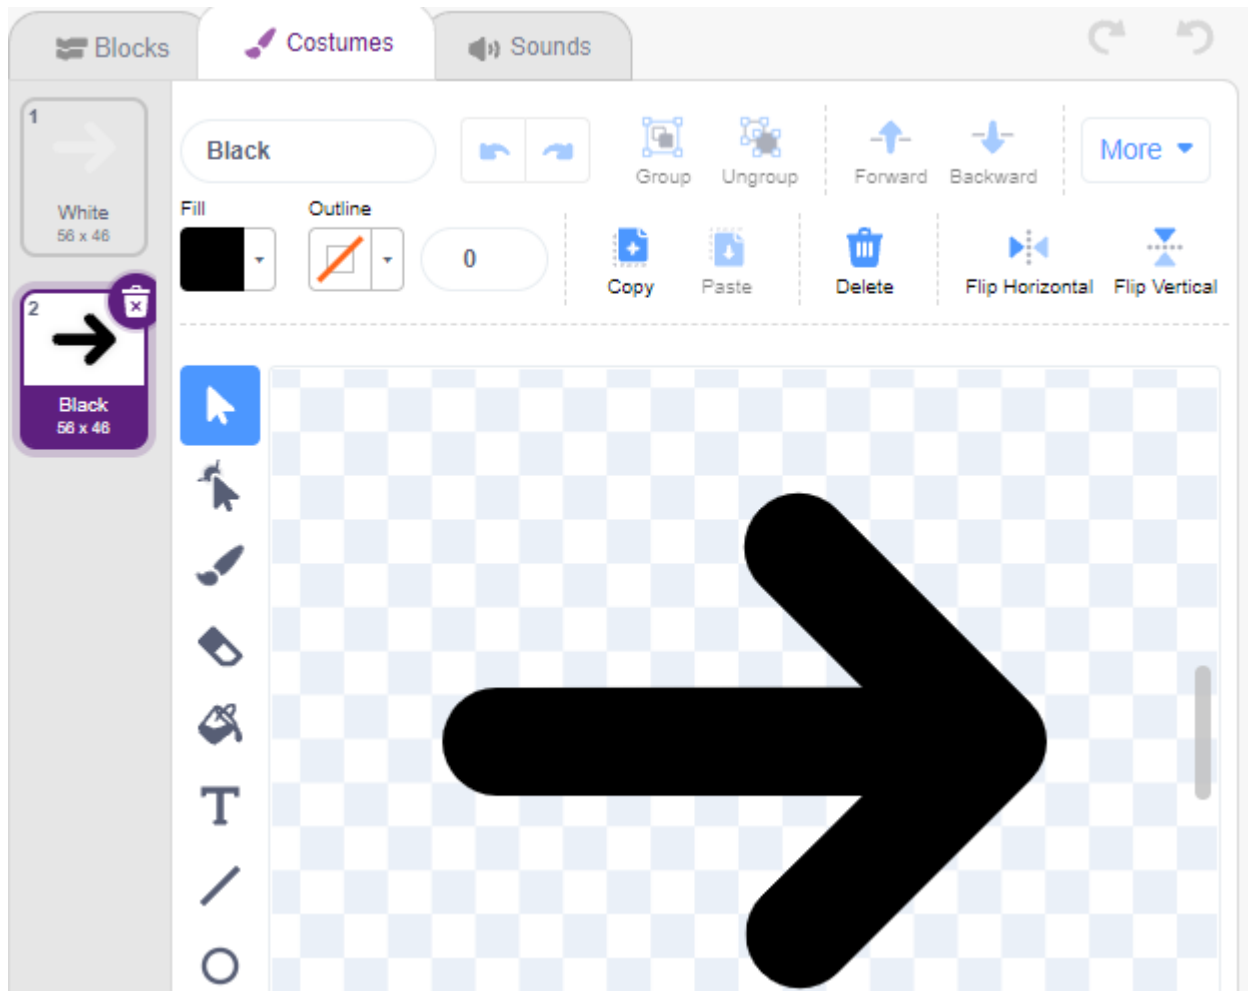 Blocks
Costumes
Sounds
1
White
56 x 46
2
Black
56 x 46
Black
Group
Ungroup
Forward
Backward
More
Fill
Outline
0
Copy
Paste
Delete
Flip Horizontal
Flip Vertical
T